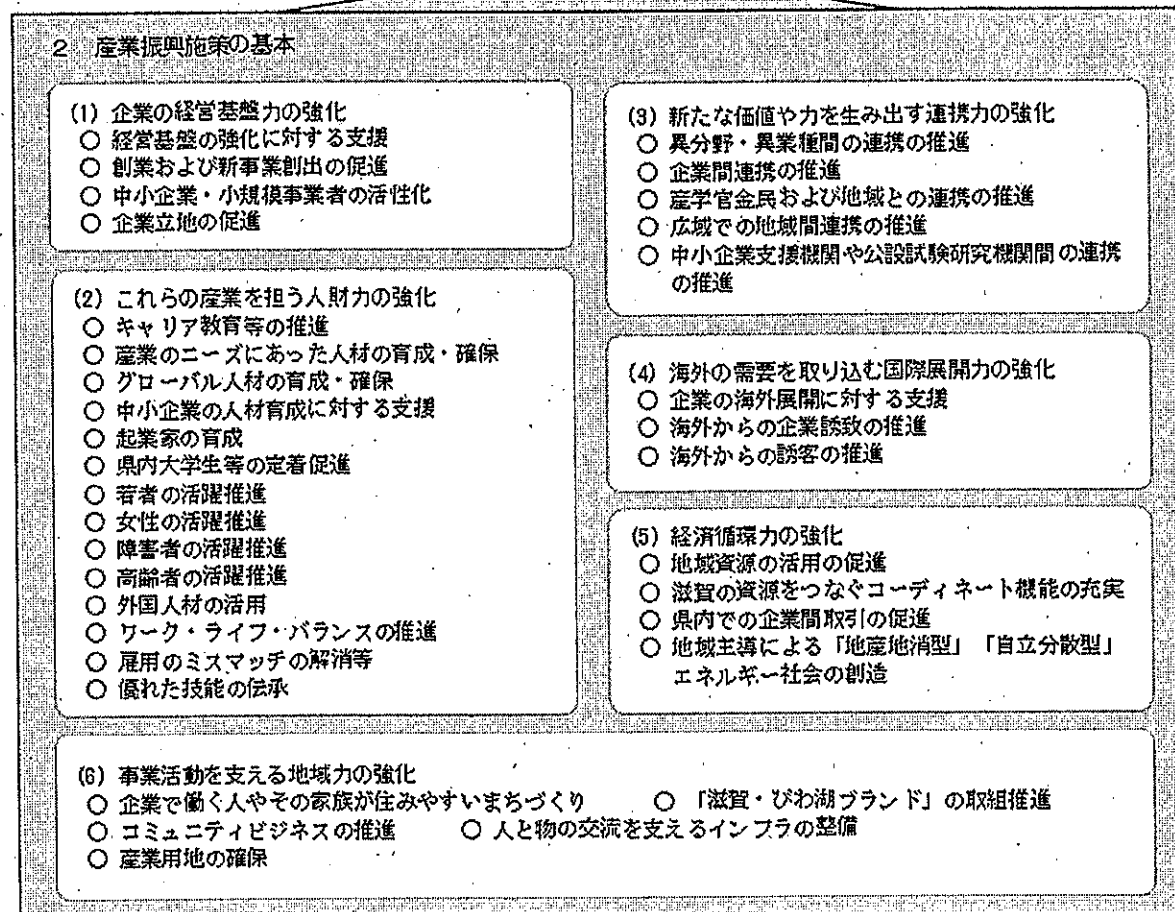 2 産業振興施策の基本
(1) 企業の経営基盤力の強化
○ 経営基盤の強化に対する支援
○ 創業および新事業創出の促進
○ 中小企業・小規模事業者の活性化
○ 企業立地の促進
(2) これらの産業を担う人財力の強化
○ キャリア教育等の推進
○ 産業のニーズにあった人材の育成・確保
○ グローバル人材の育成・確保
○ 中小企業の人材育成に対する支援
○ 起業家の育成
○ 県内大学生等の定着促進
○ 若者の活躍推進
○ 女性の活躍推進
○ 障害者の活躍推進
○ 高齢者の活躍推進
○ 外国人材の活用
○ ワーク・ライフ・バランスの推進
○ 雇用のミスマッチの解消等
○ 優れた技能の伝承
(3) 新たな価値や力を生み出す連携力の強化
○ 異分野・異業種間の連携の推進
○ 企業間連携の推進
○ 産学官金民および地域との連携の推進
○ 広域での地域間連携の推進
○ 中小企業支援機関や公設試験研究機関間の連携
の推進
(4) 海外の需要を取り込む国際展開力の強化
○ 企業の海外展開に対する支援
○ 海外からの企業誘致の推進
○ 海外からの誘客の推進
(5) 経済循環力の強化
○ 地域資源の活用の促進
○ 滋賀の資源をつなぐコーディネート機能の充実
○ 県内での企業間取引の促進
○ 地域主導による「地産地消型」「自立分散型」
エネルギー社会の創造
(6) 事業活動を支える地域力の強化
○ 企業で働く人やその家族が住みやすいまちづくり ○ 「滋賀・びわ湖ブランド」の取組推進
○ コミュニティビジネスの推進 ○ 人と物の交流を支えるインフラの整備
○ 産業用地の確保